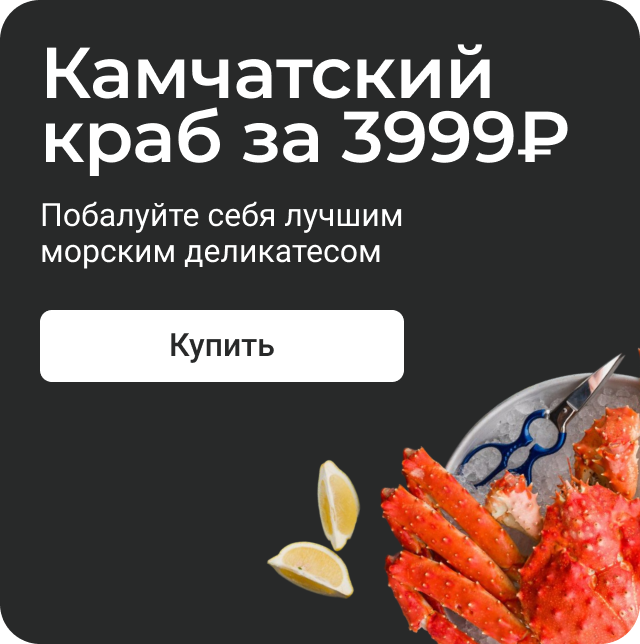 Камчатский
краб за 3999₽
Побалуйте себя лучшим
морским деликатесом
Купить